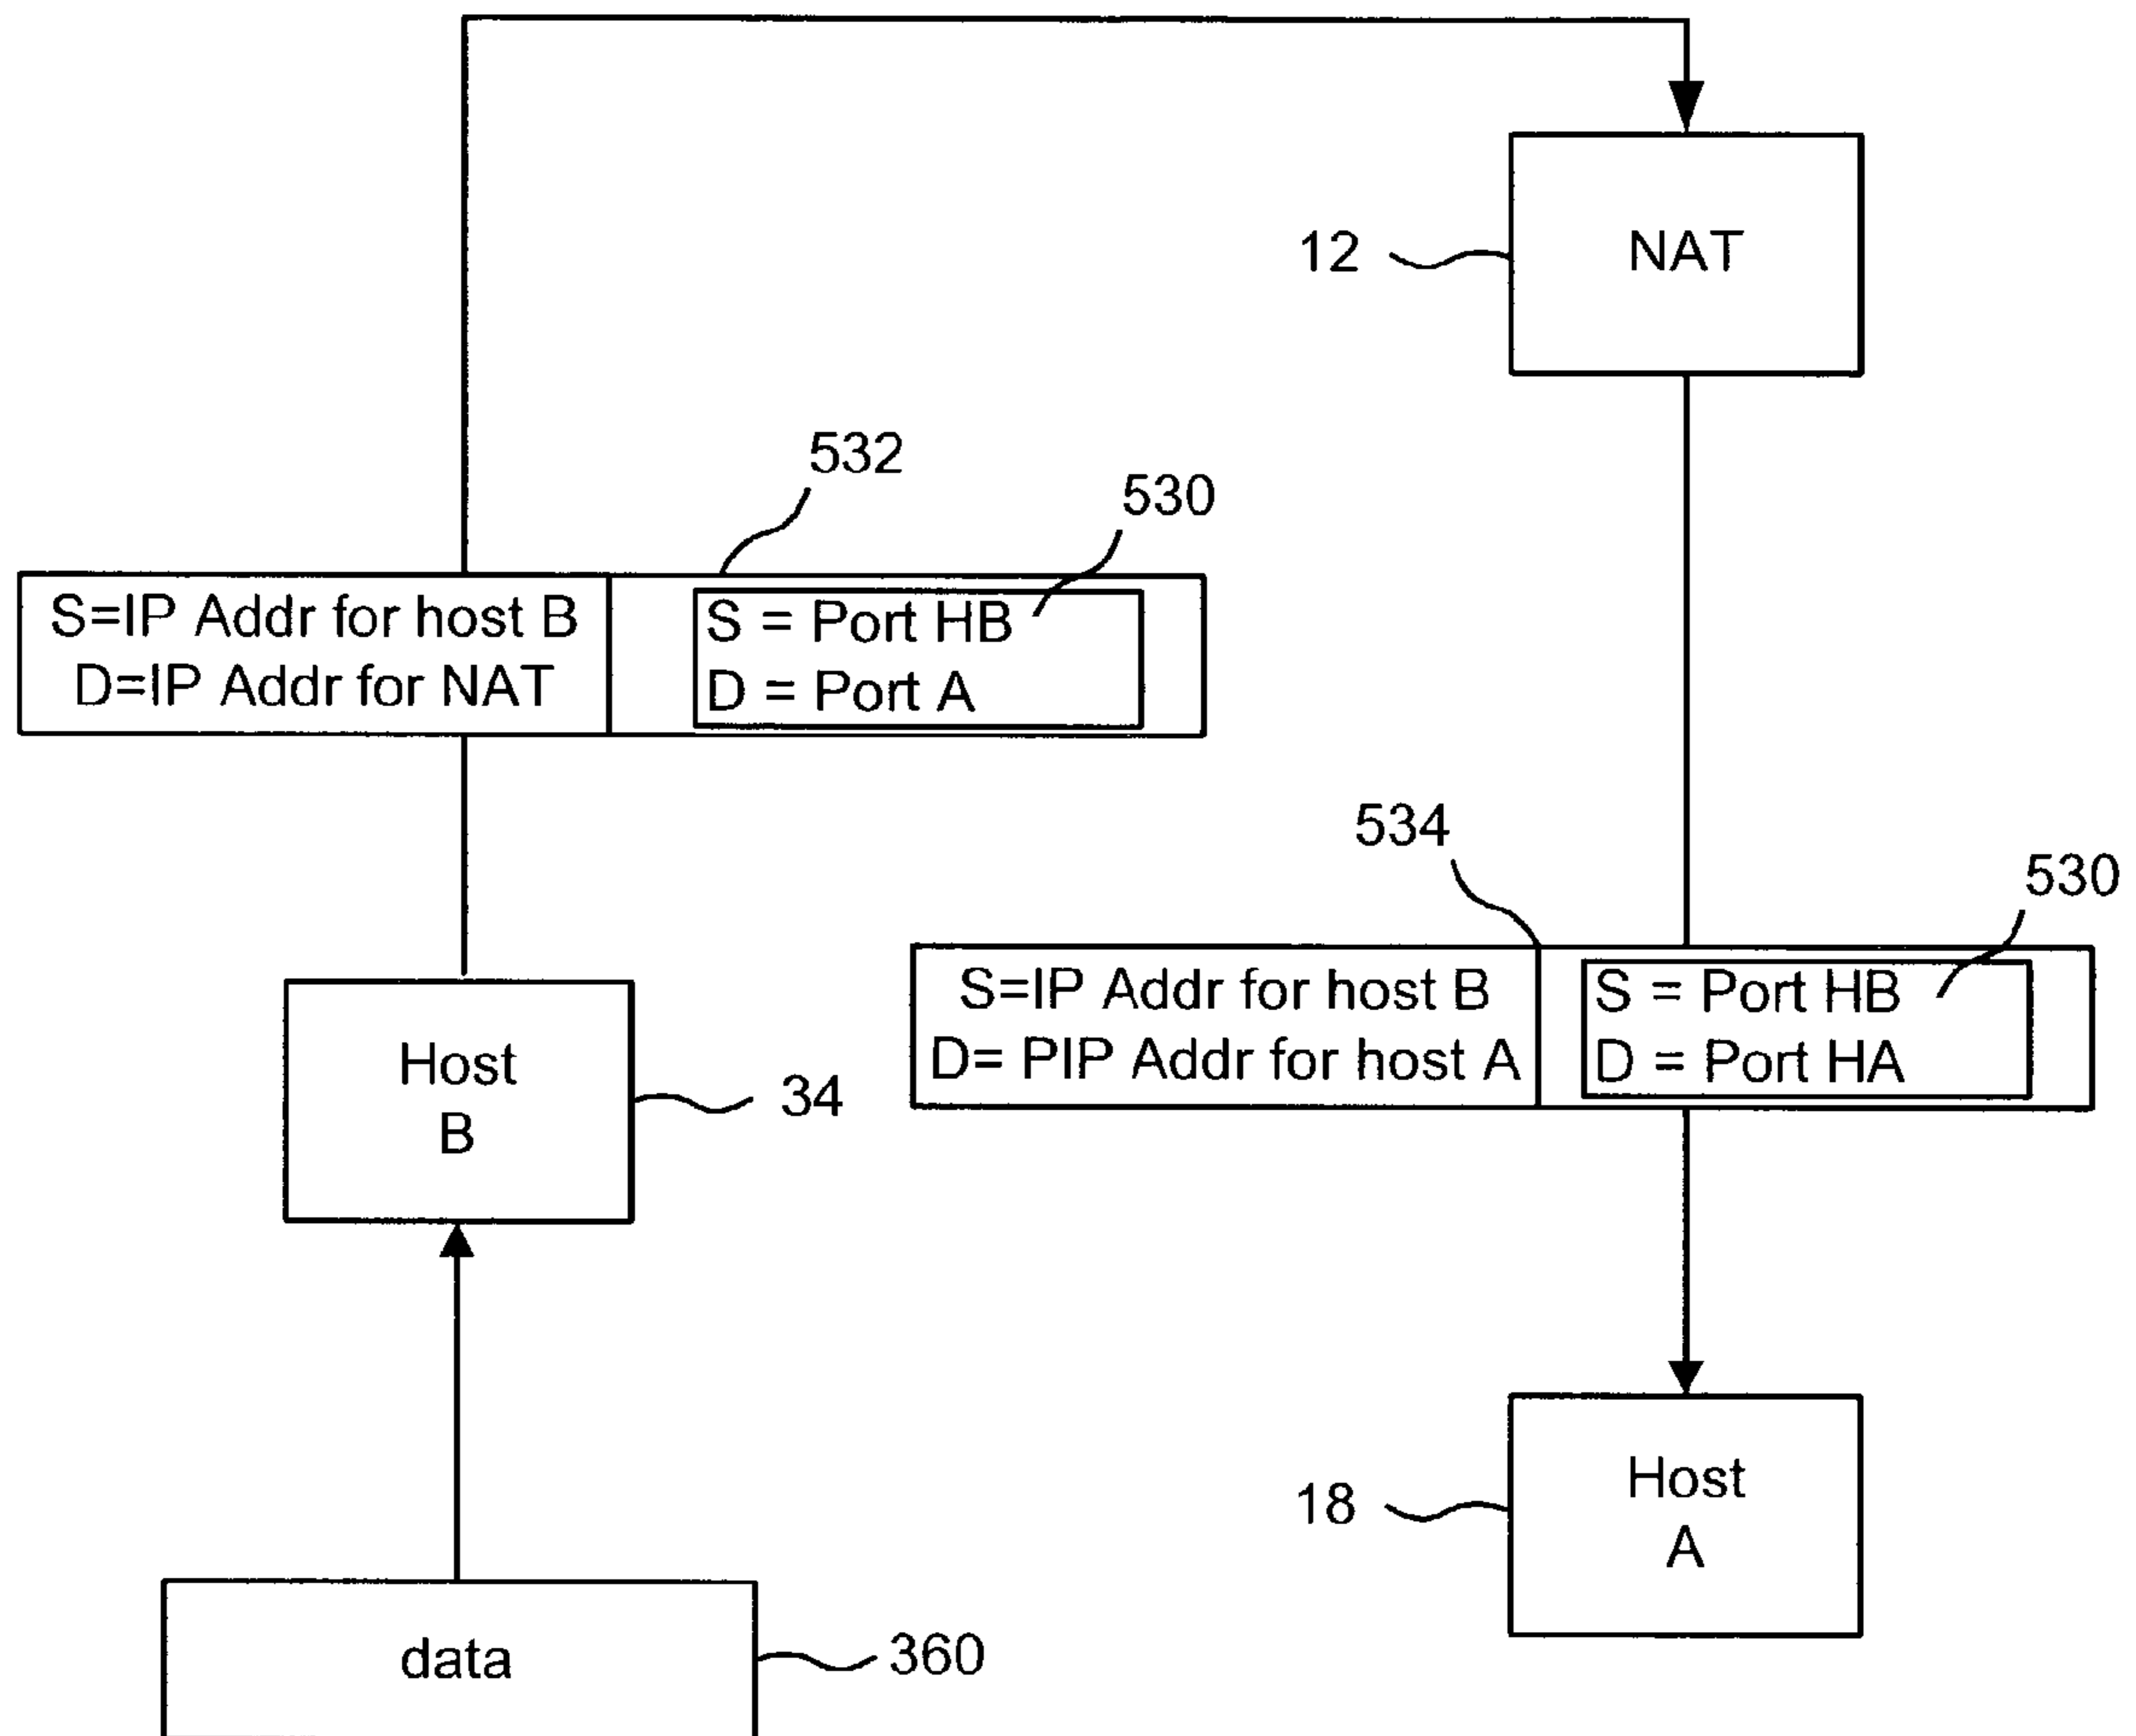 12
NAT
532
530
S=IP Addr for host B
D=IP Addr for NAT
S = Port HB
D = Port A
534
530
S=IP Addr for host B
D= PIP Addr for host A
S = Port HB
D = Port HA
Host
B
34
18
Host
A
data
360